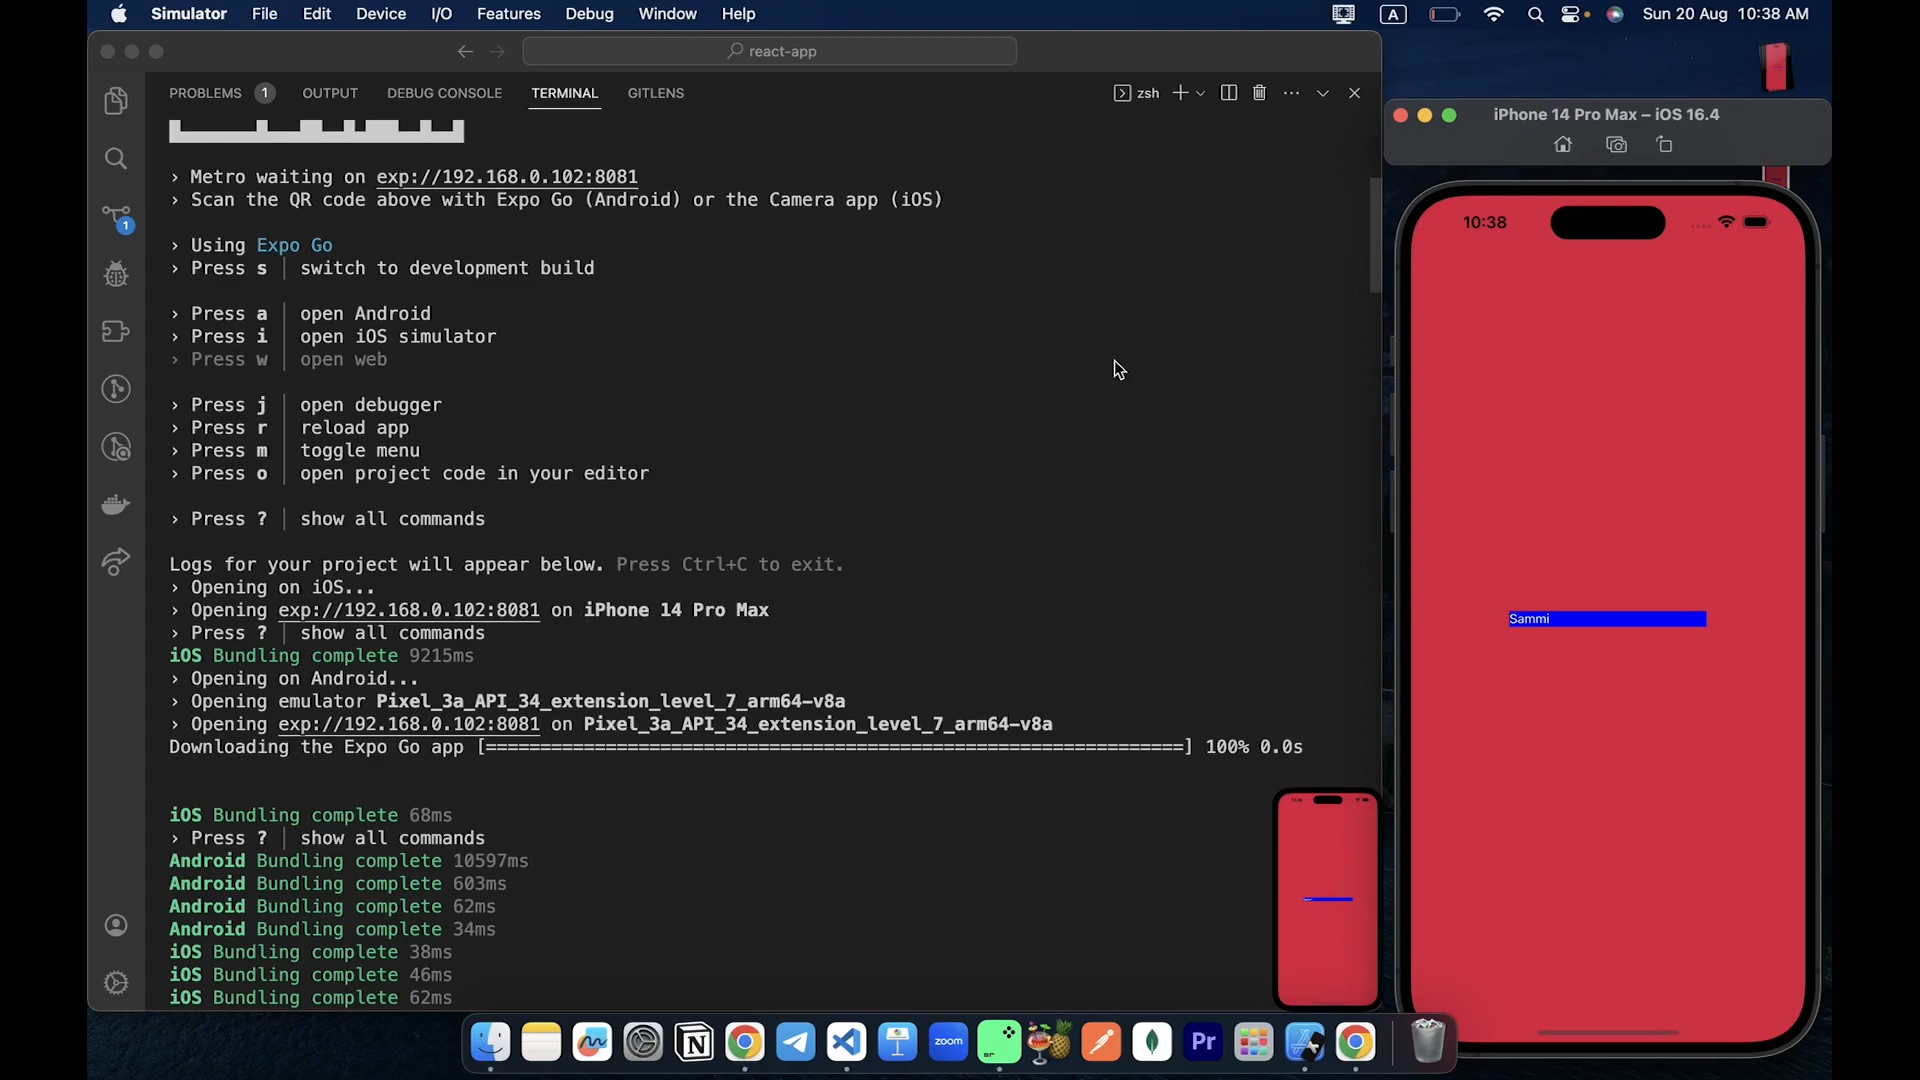 Simulator File Edit Device I/O Features Debug Window Help
A
Sun 20 Aug 10:38 AM
react-app
PROBLEMS 1 OUTPUT DEBUG CONSOLE TERMINAL GITLENS
zsh
› Metro waiting on exp://192.168.0.102:8081
› Scan the QR code above with Expo Go (Android) or the Camera app (iOS)
› Using Expo Go
› Press s │ switch to development build
› Press a │ open Android
› Press i │ open iOS simulator
› Press w │ open web
› Press j │ open debugger
› Press r │ reload app
› Press m │ toggle menu
› Press o │ open project code in your editor
› Press ? │ show all commands
Logs for your project will appear below. Press Ctrl+C to exit.
› Opening on iOS...
› Opening exp://192.168.0.102:8081 on iPhone 14 Pro Max
› Press ? │ show all commands
iOS Bundling complete 9215ms
› Opening on Android...
› Opening emulator Pixel_3a_API_34_extension_level_7_arm64-v8a
› Opening exp://192.168.0.102:8081 on Pixel_3a_API_34_extension_level_7_arm64-v8a
Downloading the Expo Go app [================================================================] 100% 0.0s
iOS Bundling complete 68ms
› Press ? │ show all commands
Android Bundling complete 10597ms
Android Bundling complete 603ms
Android Bundling complete 62ms
Android Bundling complete 34ms
iOS Bundling complete 38ms
iOS Bundling complete 46ms
iOS Bundling complete 62ms
1
iPhone 14 Pro Max – iOS 16.4
10:38
Sammi
zoom
sr
Pr